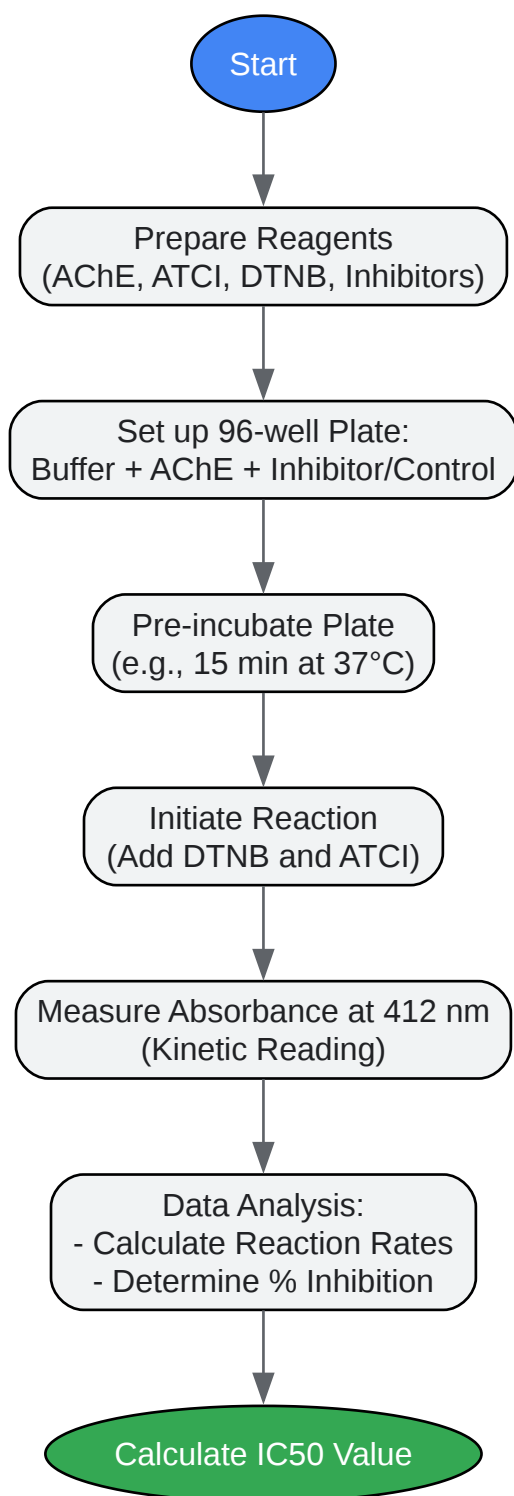 Start
Prepare Reagents
(AChE, ATCI, DTNB, Inhibitors)
Set up 96-well Plate:
Buffer + AChE + Inhibitor/Control
Pre-incubate Plate
(e.g., 15 min at 37°C)
Initiate Reaction
(Add DTNB and ATCI)
Measure Absorbance at 412 nm
(Kinetic Reading)
Data Analysis:
- Calculate Reaction Rates
- Determine % Inhibition
Calculate IC50 Value